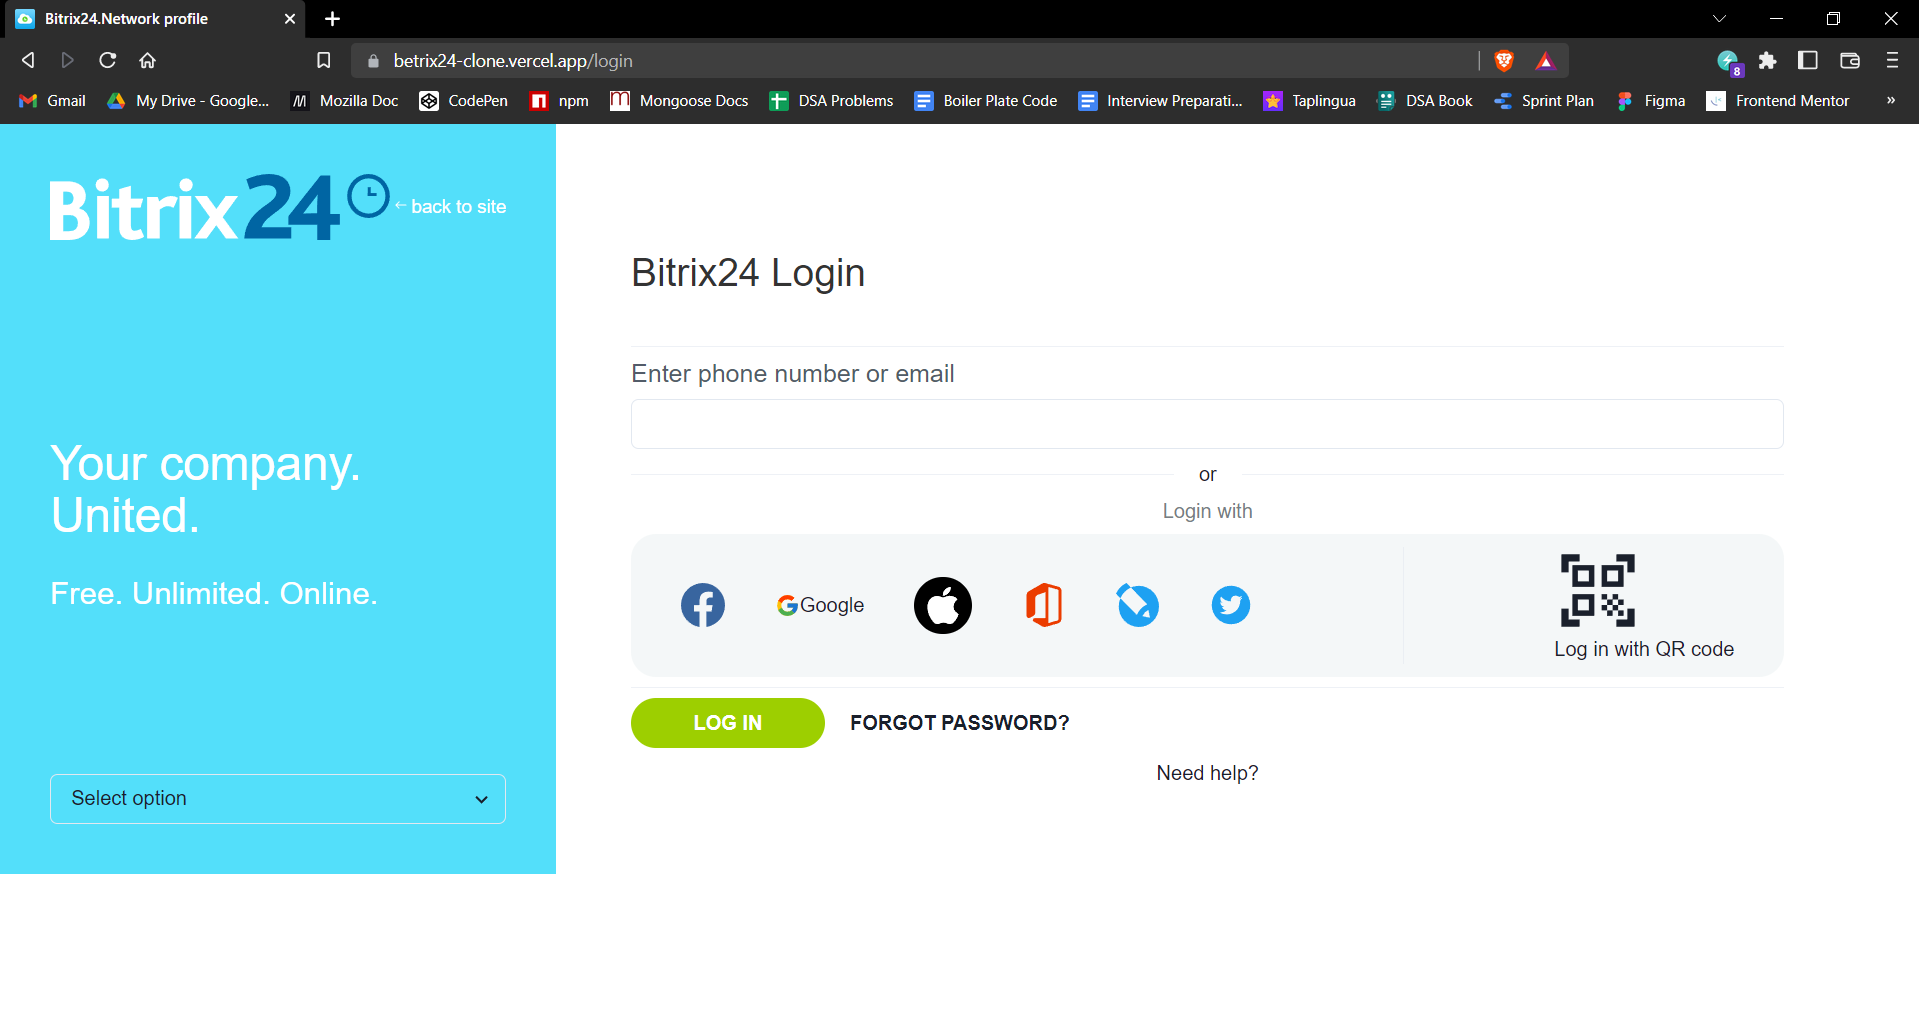 Bitrix24.Network profile
betrix24-clone.vercel.app/login
8
Gmail My Drive - Google... Mozilla Doc CodePen npm Mongoose Docs DSA Problems Boiler Plate Code Interview Preparati... Taplingua DSA Book Sprint Plan Figma Frontend Mentor »
Bitrix24
← back to site
Your company.
United.
Free. Unlimited. Online.
Select option
Bitrix24 Login
Enter phone number or email
or
Login with
Google
Log in with QR code
LOG IN FORGOT PASSWORD?
Need help?